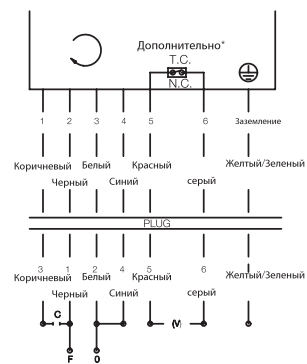 Дополнительно*
T.C.
N.C.
1 2 3 4 5 6 Заземление
Коричневый Белый Красный Желтый/Зеленый
Черный Синий серый
PLUG
3 1 2 4 5 6
Коричневый Белый Красный Желтый/Зеленый
Черный Синий серый
C (M)
F 0